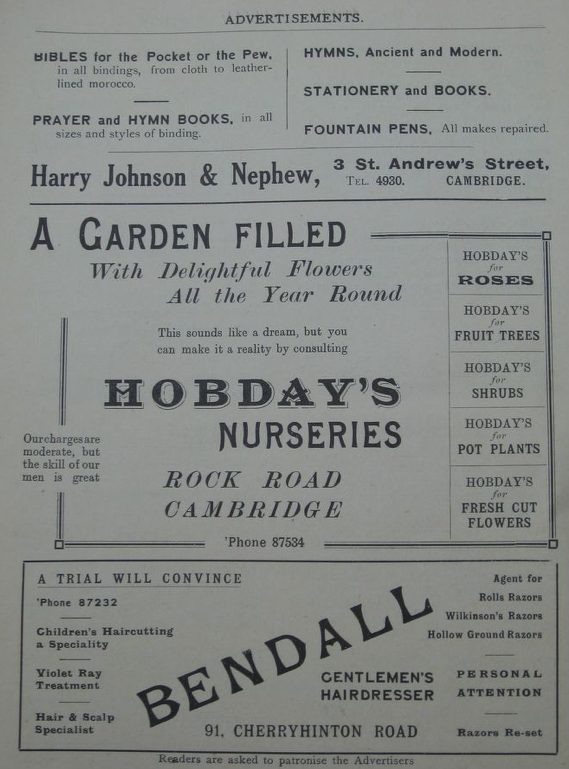 ADVERTISEMENTS.
BIBLES for the Pocket or the Pew,
in all bindings, from cloth to leather-
lined morocco.
PRAYER and HYMN BOOKS, in all
sizes and styles of binding.
HYMNS, Ancient and Modern.
STATIONERY and BOOKS.
FOUNTAIN PENS, All makes repaired.
Harry Johnson & Nephew,
3 St. Andrew's Street,
TEL. 4930. CAMBRIDGE.
A GARDEN FILLED
With Delightful Flowers
All the Year Round
This sounds like a dream, but you
can make it a reality by consulting
HOBDAY'S
NURSERIES
Our charges are
moderate, but
the skill of our
men is great
ROCK ROAD
CAMBRIDGE
'Phone 87534
HOBDAY'S
for
ROSES
HOBDAY'S
for
FRUIT TREES
HOBDAY'S
for
SHRUBS
HOBDAY'S
for
POT PLANTS
HOBDAY'S
for
FRESH CUT
FLOWERS
A TRIAL WILL CONVINCE
'Phone 87232
Children's Haircutting
a Speciality
Violet Ray
Treatment
Hair & Scalp
Specialist
BENDALL
GENTLEMEN'S
HAIRDRESSER
91, CHERRYHINTON ROAD
Agent for
Rolls Razors
Wilkinson's Razors
Hollow Ground Razors
PERSONAL
ATTENTION
Razors Re-set
Readers are asked to patronise the Advertisers